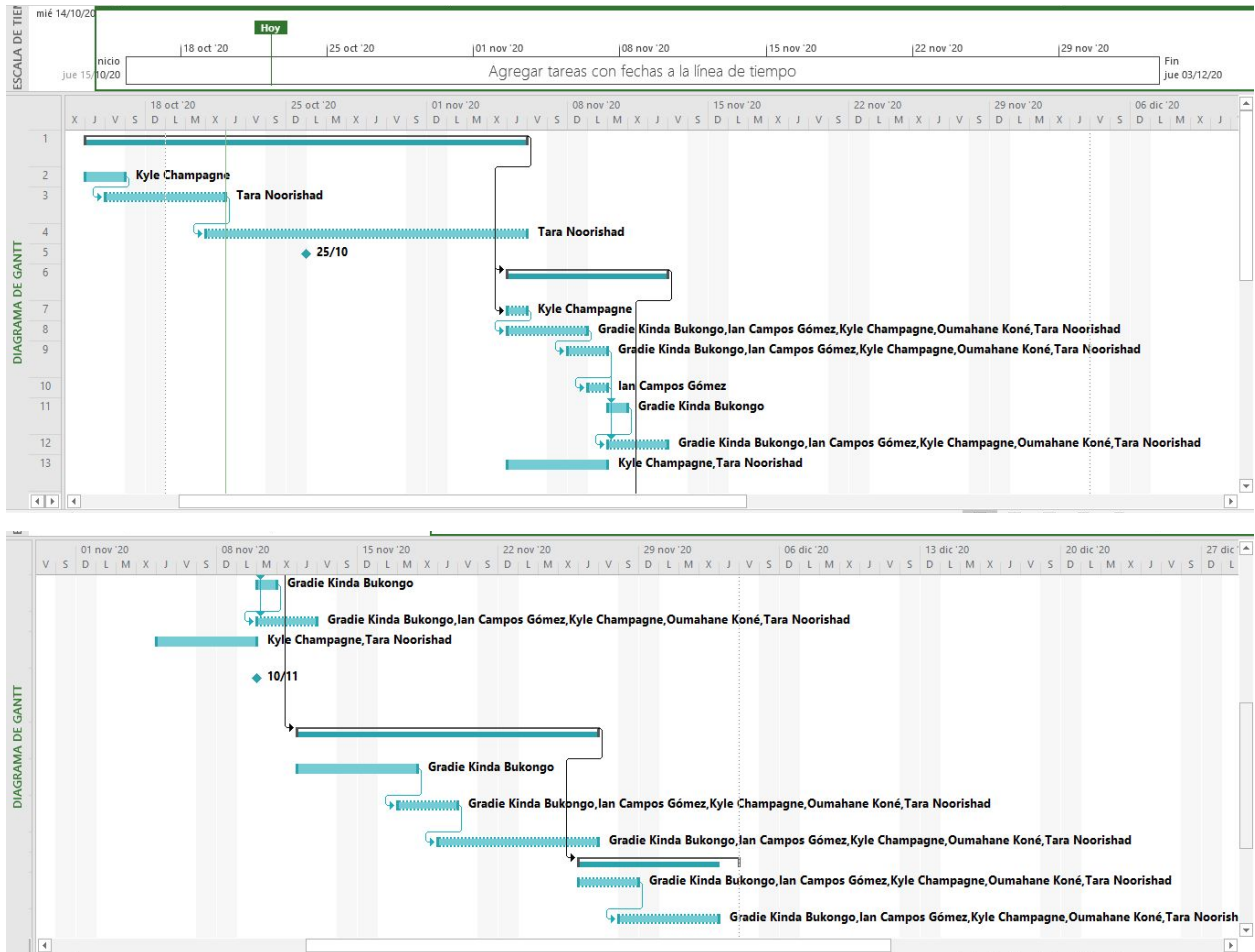 mié 14/10/20
ESCALA DE TIE
Hoy
18 oct '20 25 oct '20 01 nov '20 08 nov '20 15 nov '20 22 nov '20 29 nov '20
nicio
jue 15/10/20
Agregar tareas con fechas a la línea de tiempo
Fin
jue 03/12/20
18 oct '20 25 oct '20 01 nov '20 08 nov '20 15 nov '20 22 nov '20 29 nov '20 06 dic '20
X J V S D L M X J V S D L M X J V S D L M X J V S D L M X J V S D L M X J V S D L M X J V S D L M X J V S D L M X J
DIAGRAMA DE GANTT
1
2 Kyle Champagne
3 Tara Noorishad
4 Tara Noorishad
5 25/10
6
7 Kyle Champagne
8 Gradie Kinda Bukongo,Ian Campos Gómez,Kyle Champagne,Oumahane Koné,Tara Noorishad
9 Gradie Kinda Bukongo,Ian Campos Gómez,Kyle Champagne,Oumahane Koné,Tara Noorishad
10 Ian Campos Gómez
11 Gradie Kinda Bukongo
12 Gradie Kinda Bukongo,Ian Campos Gómez,Kyle Champagne,Oumahane Koné,Tara Noorishad
13 Kyle Champagne,Tara Noorishad
01 nov '20 08 nov '20 15 nov '20 22 nov '20 29 nov '20 06 dic '20 13 dic '20 20 dic '20 27 dic '
V S D L M X J V S D L M X J V S D L M X J V S D L M X J V S D L M X J V S D L M X J V S D L M X J V S D L M X J V S D L
DIAGRAMA DE GANTT
Gradie Kinda Bukongo
Gradie Kinda Bukongo,Ian Campos Gómez,Kyle Champagne,Oumahane Koné,Tara Noorishad
Kyle Champagne,Tara Noorishad
10/11
Gradie Kinda Bukongo
Gradie Kinda Bukongo,Ian Campos Gómez,Kyle Champagne,Oumahane Koné,Tara Noorishad
Gradie Kinda Bukongo,Ian Campos Gómez,Kyle Champagne,Oumahane Koné,Tara Noorishad
Gradie Kinda Bukongo,Ian Campos Gómez,Kyle Champagne,Oumahane Koné,Tara Noorishad
Gradie Kinda Bukongo,Ian Campos Gómez,Kyle Champagne,Oumahane Koné,Tara Noorish